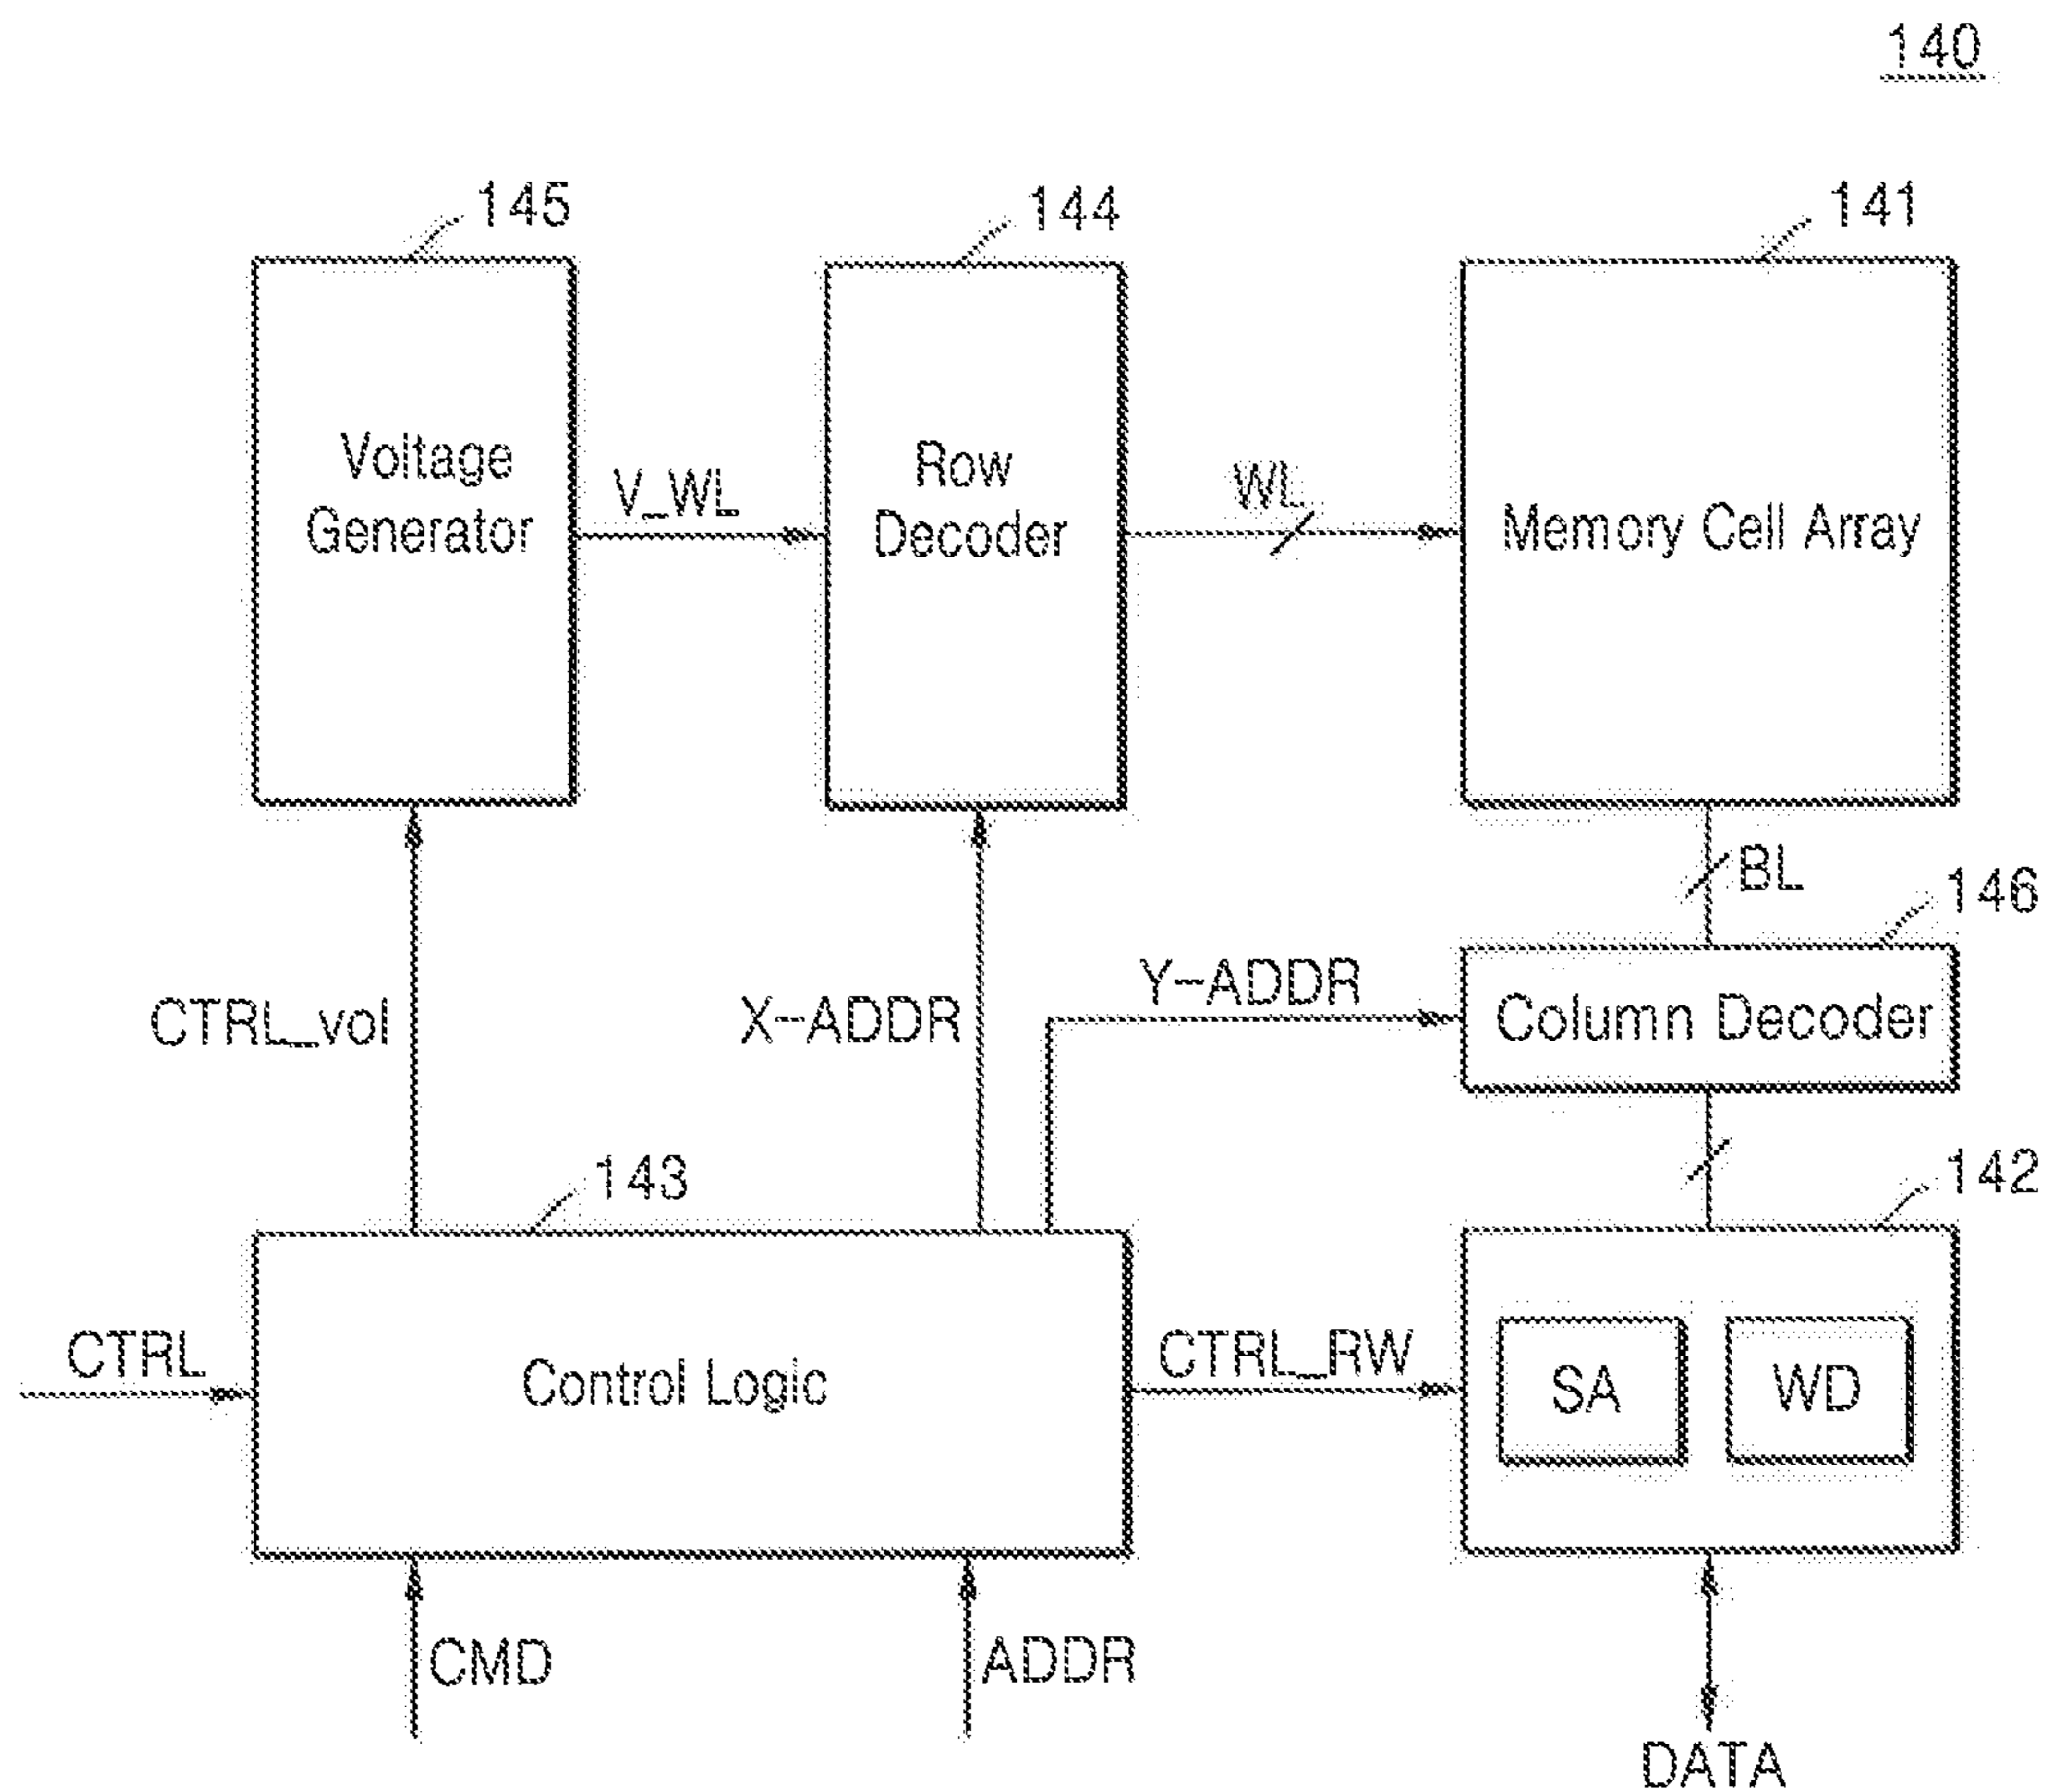 140
145
144
141
Voltage
Generator
V_WL
Row
Decoder
WL
Memory Cell Array
BL
146
CTRL_vol
X-ADDR
Y-ADDR
Column Decoder
143
142
CTRL
Control Logic
CTRL_RW
SA
WD
CMD
ADDR
DATA